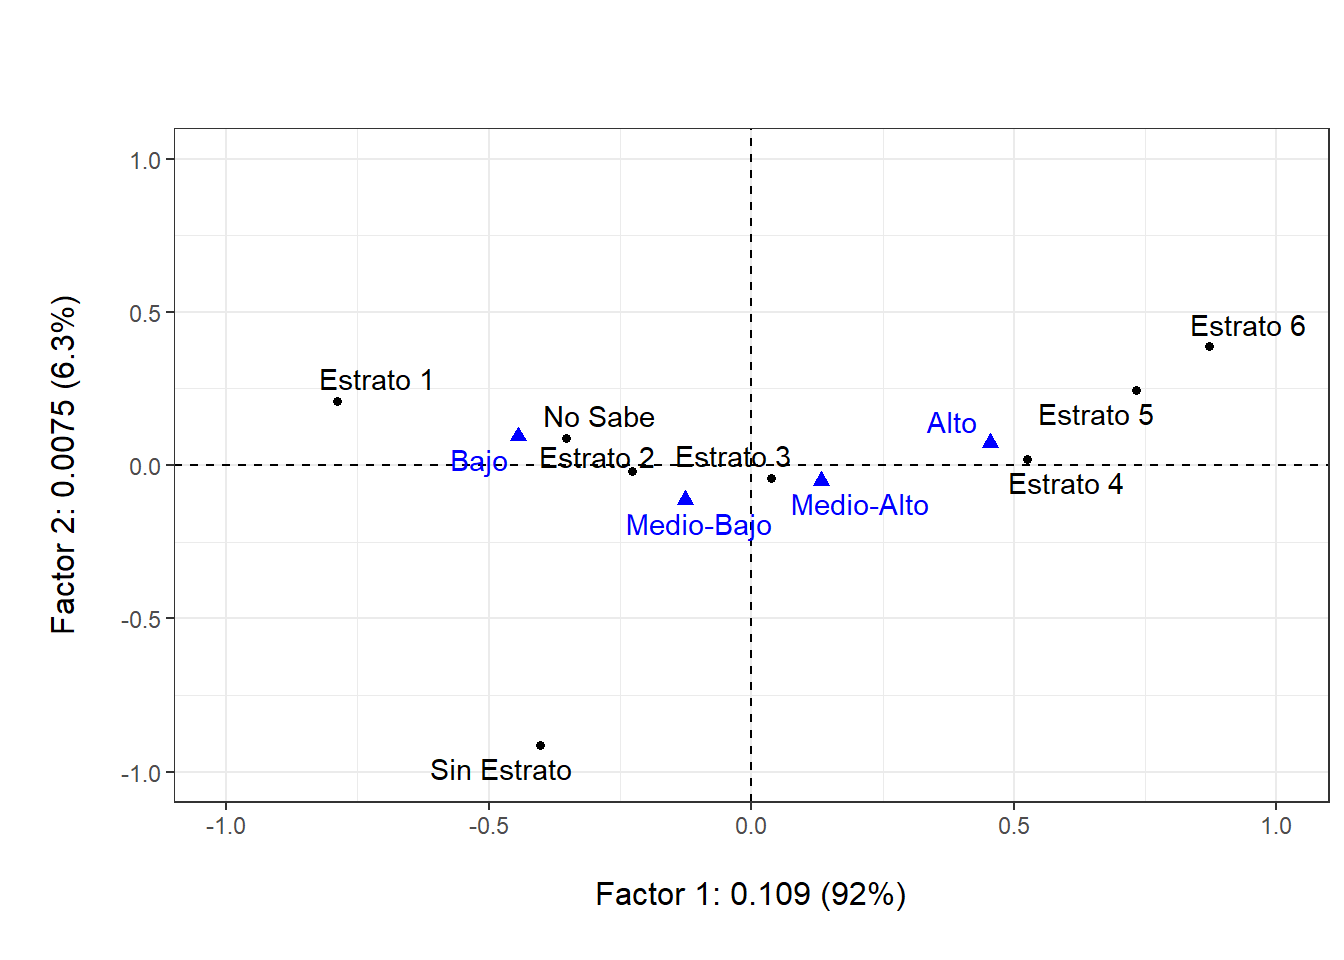 1.0
0.5
0.0
-0.5
-1.0
Factor 2: 0.0075 (6.3%)
Estrato 6
Estrato 1
Estrato 5
No Sabe
Alto
Bajo
Estrato 2
Estrato 3
Estrato 4
Medio-Alto
Medio-Bajo
Sin Estrato
-1.0
-0.5
0.0
0.5
1.0
Factor 1: 0.109 (92%)